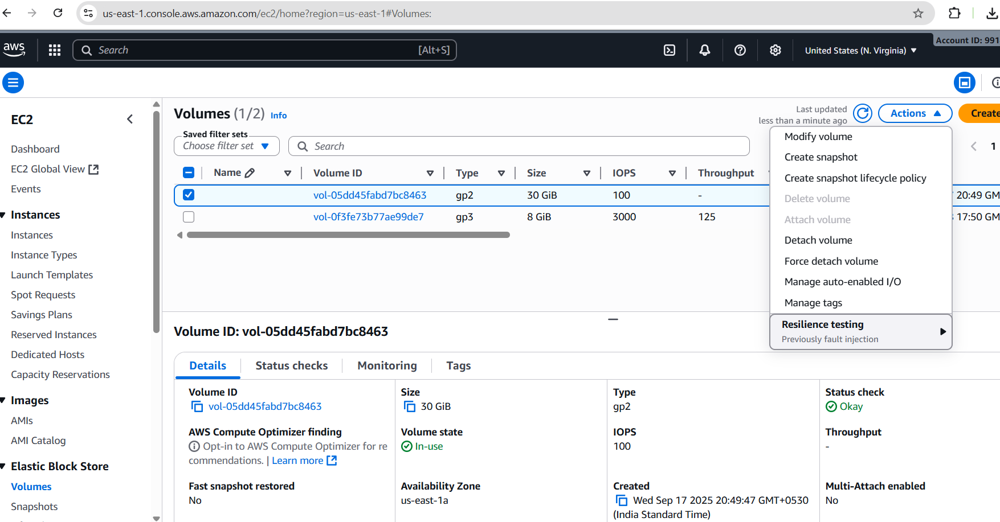 us-east-1.console.aws.amazon.com/ec2/home?region=us-east-1#Volumes:
aws
Search
[Alt+S]
United States (N. Virginia)
Account ID: 991
EC2
Dashboard
EC2 Global View
Events
Instances
Instances
Instance Types
Launch Templates
Spot Requests
Savings Plans
Reserved Instances
Dedicated Hosts
Capacity Reservations
Images
AMIs
AMI Catalog
Elastic Block Store
Volumes
Snapshots
Volumes (1/2) Info
Last updated
less than a minute ago
Actions
Create
Saved filter sets
Choose filter set
Search
1
Name Volume ID Type Size IOPS Throughput
vol-05dd45fabd7bc8463 gp2 30 GiB 100 - 20:49 GM
vol-0f3fe73b77ae99de7 gp3 8 GiB 3000 125 17:50 GM
Modify volume
Create snapshot
Create snapshot lifecycle policy
Delete volume
Attach volume
Detach volume
Force detach volume
Manage auto-enabled I/O
Manage tags
Resilience testing
Previously fault injection
Volume ID: vol-05dd45fabd7bc8463
Details Status checks Monitoring Tags
Volume ID
vol-05dd45fabd7bc8463
Size
30 GiB
Type
gp2
Status check
Okay
AWS Compute Optimizer finding
Opt-in to AWS Compute Optimizer for re
commendations. | Learn more
Volume state
In-use
IOPS
100
Throughput
-
Fast snapshot restored
No
Availability Zone
us-east-1a
Created
Wed Sep 17 2025 20:49:47 GMT+0530
(India Standard Time)
Multi-Attach enabled
No